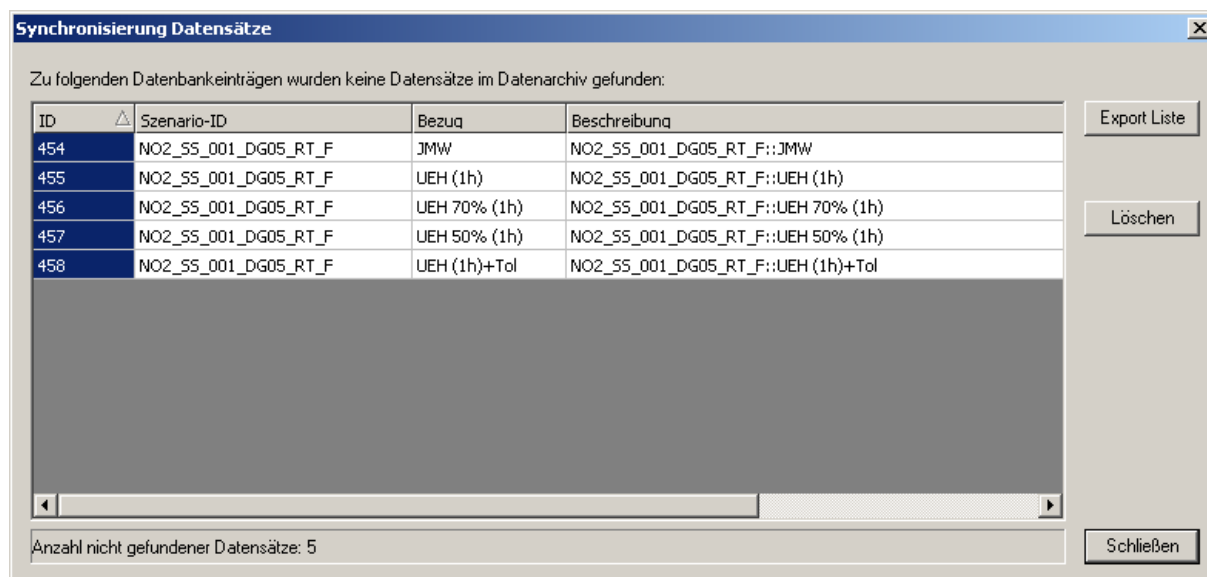 Synchronisierung Datensätze
Zu folgenden Datenbankeinträgen wurden keine Datensätze im Datenarchiv gefunden:
ID Szenario-ID Bezug Beschreibung
454 NO2_SS_001_DG05_RT_F JMW NO2_SS_001_DG05_RT_F::JMW
455 NO2_SS_001_DG05_RT_F UEH (1h) NO2_SS_001_DG05_RT_F::UEH (1h)
456 NO2_SS_001_DG05_RT_F UEH 70% (1h) NO2_SS_001_DG05_RT_F::UEH 70% (1h)
457 NO2_SS_001_DG05_RT_F UEH 50% (1h) NO2_SS_001_DG05_RT_F::UEH 50% (1h)
458 NO2_SS_001_DG05_RT_F UEH (1h)+Tol NO2_SS_001_DG05_RT_F::UEH (1h)+Tol
Export Liste
Löschen
Anzahl nicht gefundener Datensätze: 5
Schließen